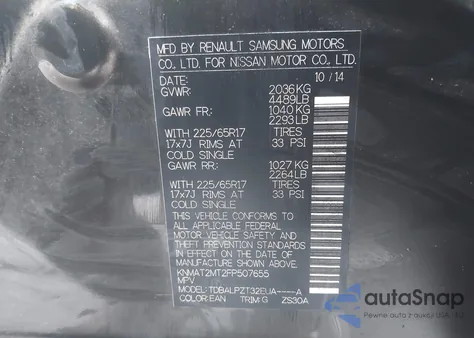 MFD BY RENAULT SAMSUNG MOTORS
CO., LTD. FOR NISSAN MOTOR CO., LTD.
DATE: 10/14
GVWR: 2036KG
4489LB
GAWR FR: 1040KG
2293LB
WITH 225/65R17 TIRES
17x7J RIMS AT 33 PSI
COLD SINGLE
GAWR RR: 1027KG
2264LB
WITH 225/65R17 TIRES
17x7J RIMS AT 33 PSI
COLD SINGLE
THIS VEHICLE CONFORMS TO
ALL APPLICABLE FEDERAL
MOTOR VEHICLE SAFETY AND
THEFT PREVENTION STANDARDS
IN EFFECT ON THE DATE OF
MANUFACTURE SHOWN ABOVE.
KNMAT2MT2FP507655
MPV
MODEL: TDBALPZT32EUA----A
COLOR:EAN TRIM:G ZS30A
autoSnap
www.autosnap.cc